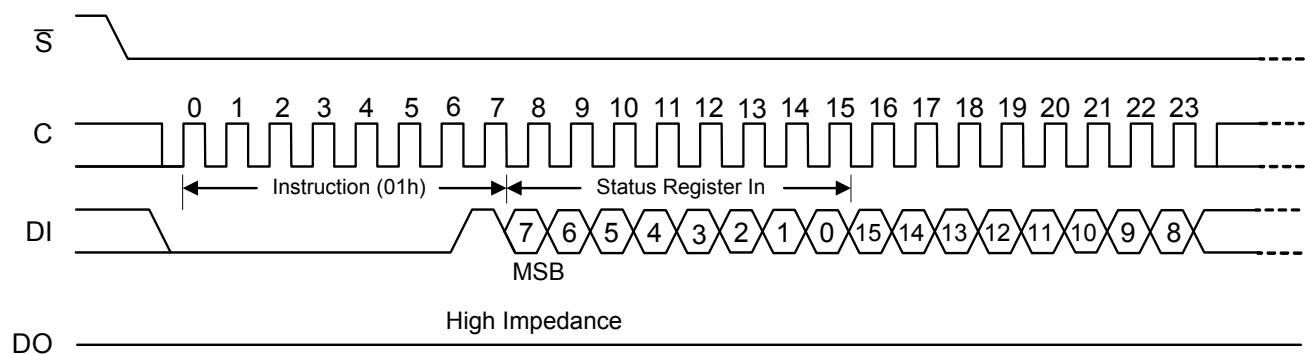 S̅
0 1 2 3 4 5 6 7 8 9 10 11 12 13 14 15 16 17 18 19 20 21 22 23
C
Instruction (01h) Status Register In
DI 7 6 5 4 3 2 1 0 15 14 13 12 11 10 9 8
MSB
High Impedance
DO